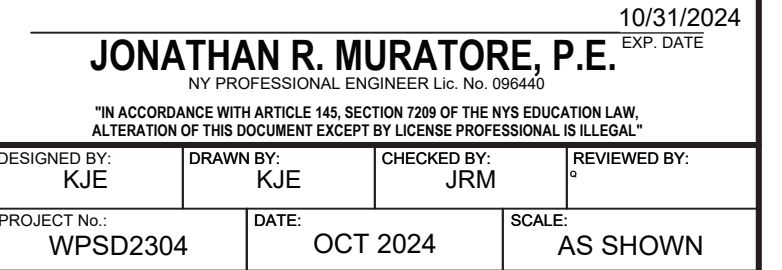 10/31/2024
EXP. DATE
JONATHAN R. MURATORE, P.E.
NY PROFESSIONAL ENGINEER Lic. No. 096440
"IN ACCORDANCE WITH ARTICLE 145, SECTION 7209 OF THE NYS EDUCATION LAW,
ALTERATION OF THIS DOCUMENT EXCEPT BY LICENSE PROFESSIONAL IS ILLEGAL"
DESIGNED BY: DRAWN BY: CHECKED BY: REVIEWED BY:
KJE KJE JRM
PROJECT No.: DATE: SCALE:
WPSD2304 OCT 2024 AS SHOWN